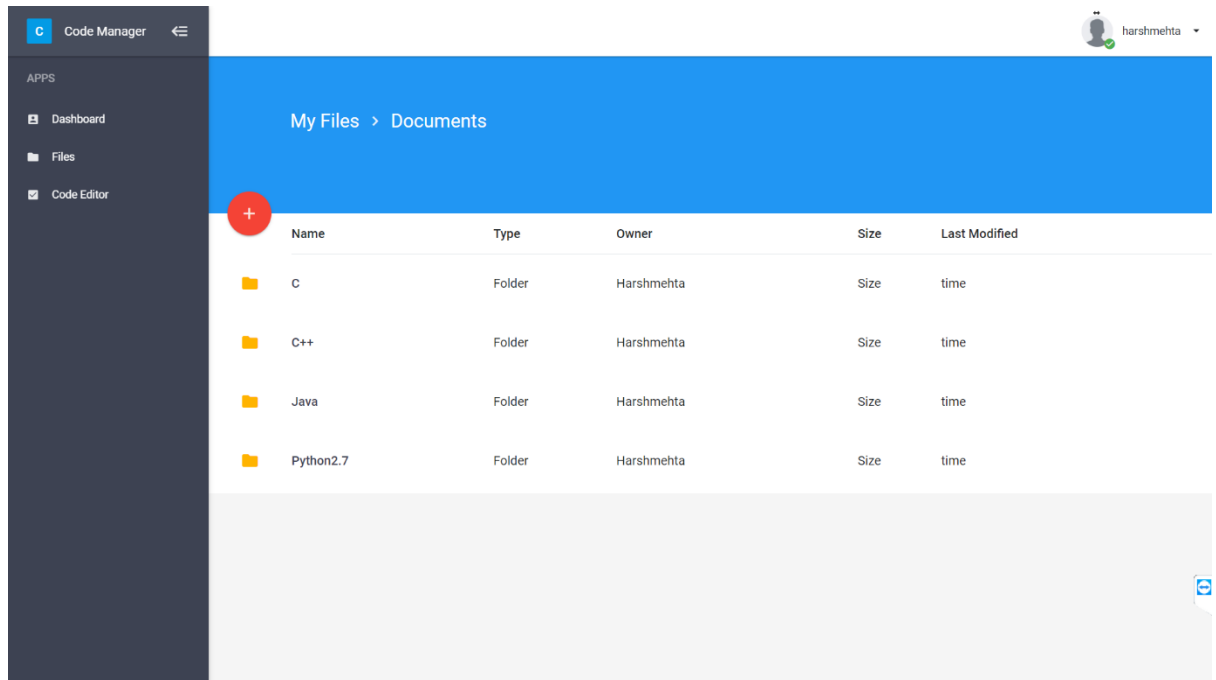 C Code Manager
harshmehta
APPS
Dashboard
Files
Code Editor
My Files > Documents
+
Name Type Owner Size Last Modified
C Folder Harshmehta Size time
C++ Folder Harshmehta Size time
Java Folder Harshmehta Size time
Python2.7 Folder Harshmehta Size time